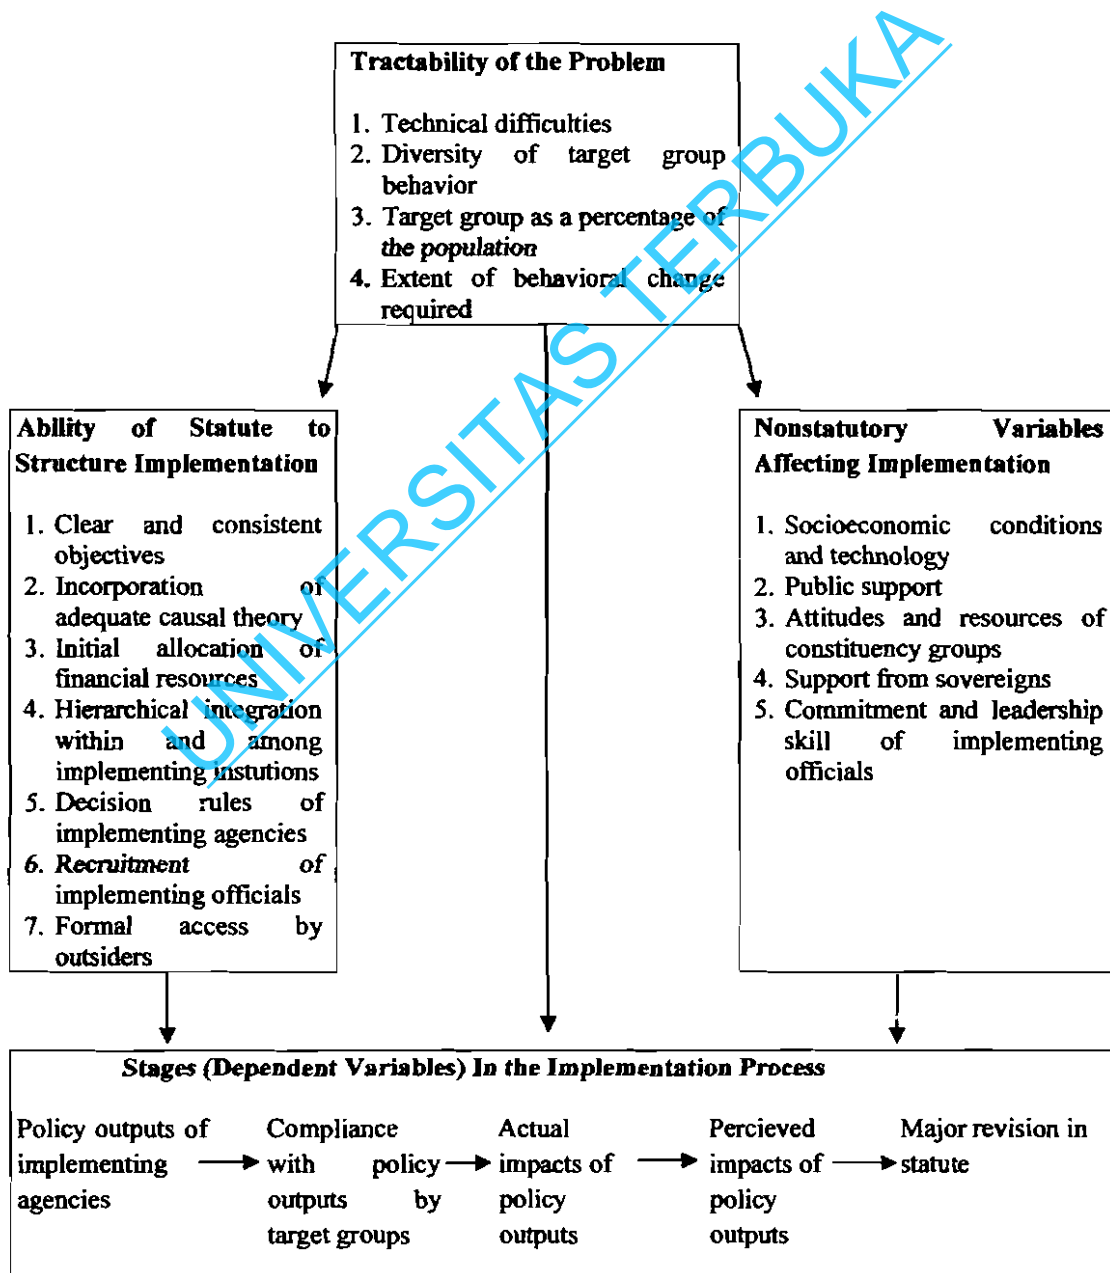 Tractability of the Problem
1. Technical difficulties
2. Diversity of target group
behavior
3. Target group as a percentage of
the population
4. Extent of behavioral change
required
Ability of Statute to
Structure Implementation
1. Clear and consistent
objectives
2. Incorporation of
adequate causal theory
3. Initial allocation of
financial resources
4. Hierarchical integration
within and among
implementing instutions
5. Decision rules of
implementing agencies
6. Recruitment of
implementing officials
7. Formal access by
outsiders
Nonstatutory Variables
Affecting Implementation
1. Socioeconomic conditions
and technology
2. Public support
3. Attitudes and resources of
constituency groups
4. Support from sovereigns
5. Commitment and leadership
skill of implementing
officials
Stages (Dependent Variables) In the Implementation Process
Policy outputs of
implementing
agencies
Compliance
with policy
outputs by
target groups
Actual
impacts of
policy
outputs
Percieved
impacts of
policy
outputs
Major revision in
statute
UNIVERSITAS TERBUKA